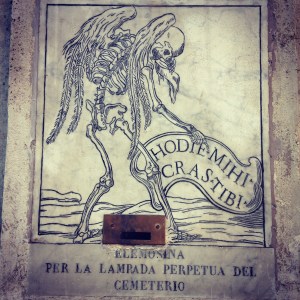 HODIE·MIHI·
CRAS·TIBI·
ELEMOSINA
PER LA LAMPADA PERPETUA DEL
CEMETERIO